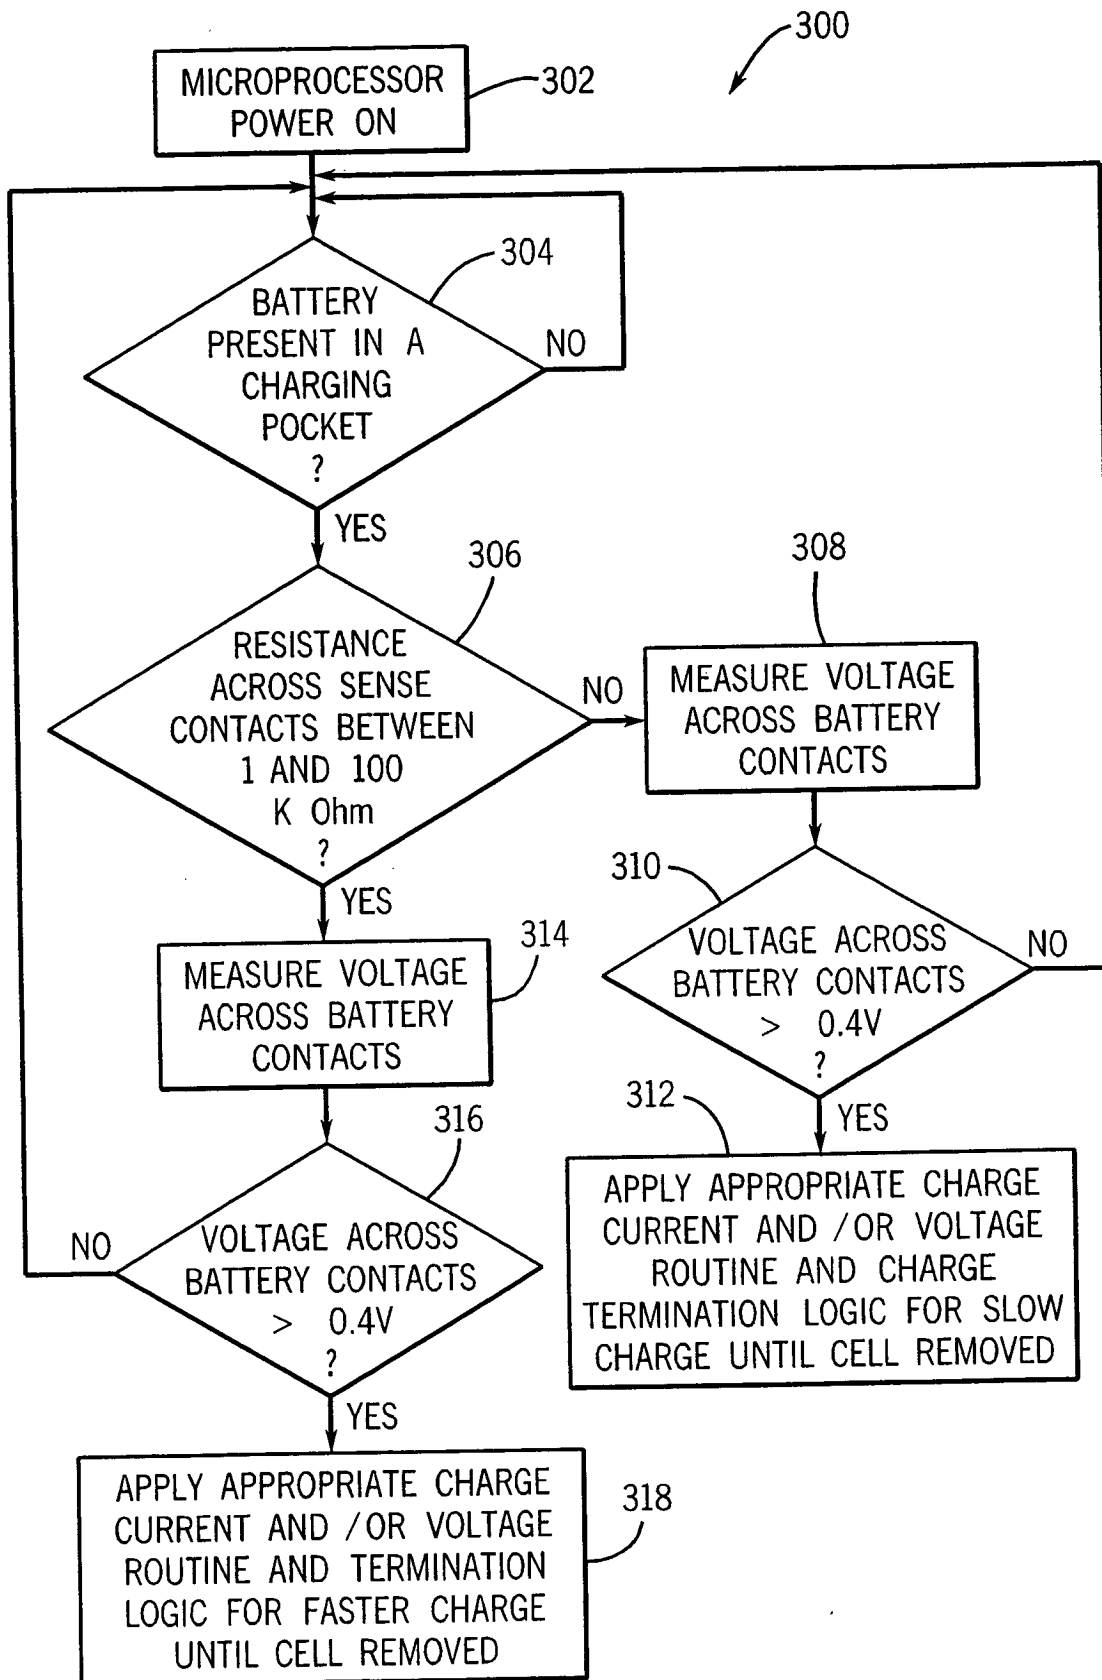 300
MICROPROCESSOR
POWER ON
302
304
BATTERY
PRESENT IN A
CHARGING
POCKET
?
NO
YES
306
RESISTANCE
ACROSS SENSE
CONTACTS BETWEEN
1 AND 100
K Ohm
?
NO
YES
308
MEASURE VOLTAGE
ACROSS BATTERY
CONTACTS
310
VOLTAGE ACROSS
BATTERY CONTACTS
> 0.4V
?
NO
YES
312
APPLY APPROPRIATE CHARGE
CURRENT AND /OR VOLTAGE
ROUTINE AND CHARGE
TERMINATION LOGIC FOR SLOW
CHARGE UNTIL CELL REMOVED
314
MEASURE VOLTAGE
ACROSS BATTERY
CONTACTS
316
VOLTAGE ACROSS
BATTERY CONTACTS
> 0.4V
?
NO
YES
318
APPLY APPROPRIATE CHARGE
CURRENT AND /OR VOLTAGE
ROUTINE AND TERMINATION
LOGIC FOR FASTER CHARGE
UNTIL CELL REMOVED